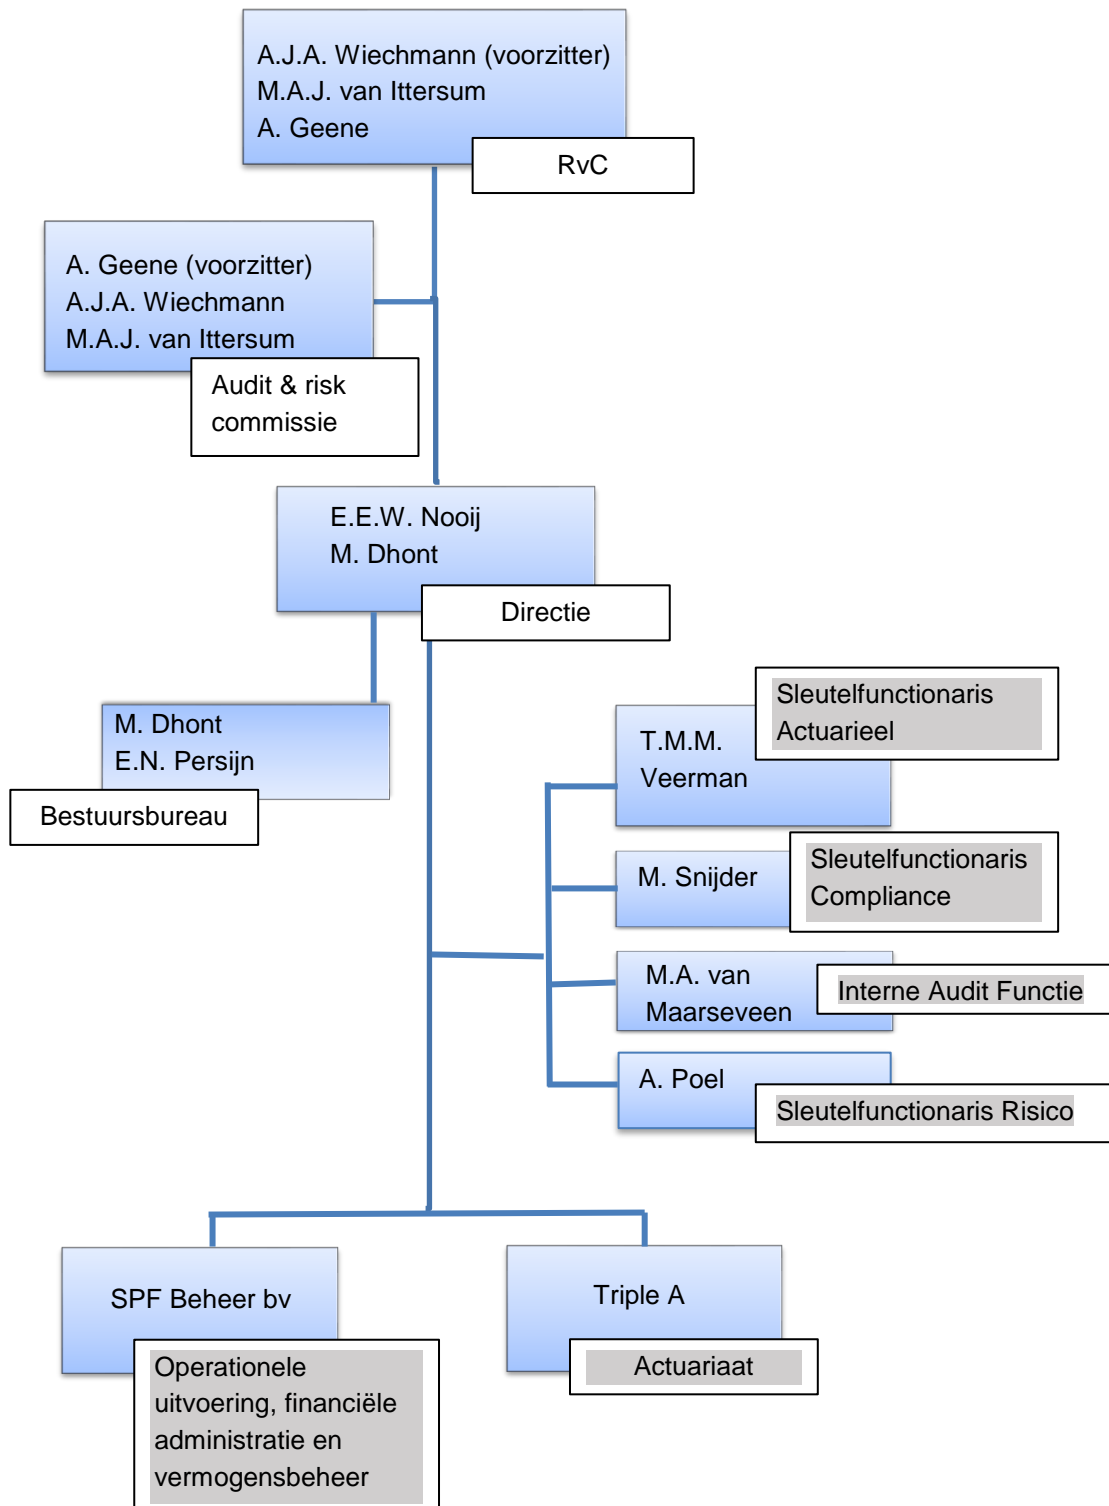 A.J.A. Wiechmann (voorzitter)
M.A.J. van Ittersum
A. Geene
RvC
A. Geene (voorzitter)
A.J.A. Wiechmann
M.A.J. van Ittersum
Audit & risk
commissie
E.E.W. Nooij
M. Dhont
Directie
M. Dhont
E.N. Persijn
Bestuursbureau
Sleutelfunctionaris
Actuarieel
T.M.M.
Veerman
Sleutelfunctionaris
Compliance
M. Snijder
M.A. van
Maarseveen
Interne Audit Functie
A. Poel
Sleutelfunctionaris Risico
SPF Beheer bv
Operationele
uitvoering, financiële
administratie en
vermogensbeheer
Triple A
Actuariaat